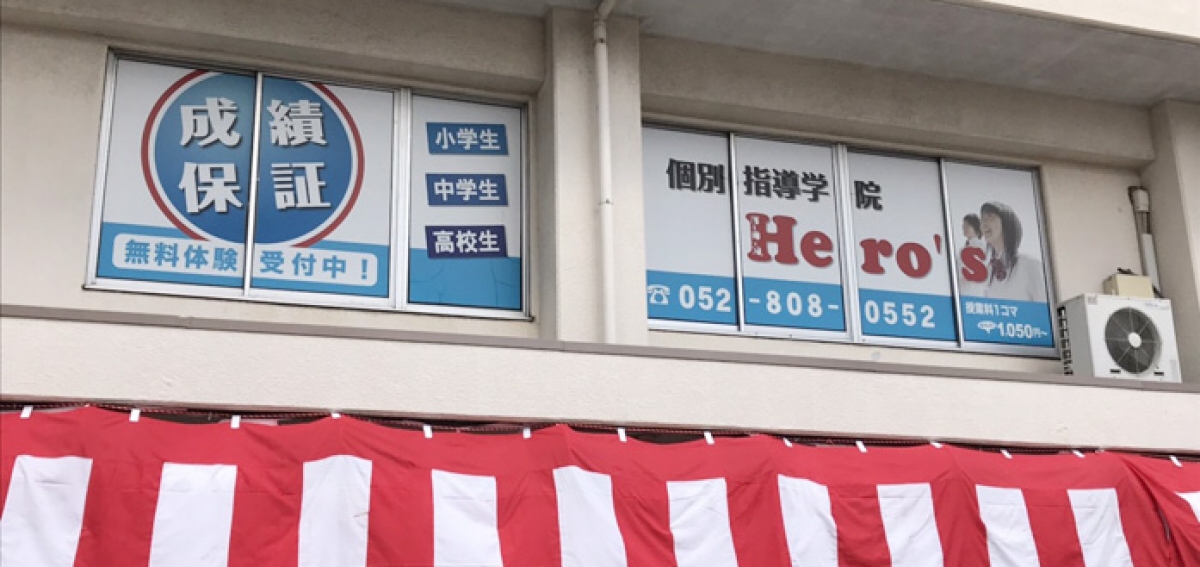 成績
保証
無料体験受付中！
小学生
中学生
高校生
個別指導学院
Hero's
☎052-808-0552
授業料1コマ
1,050円～